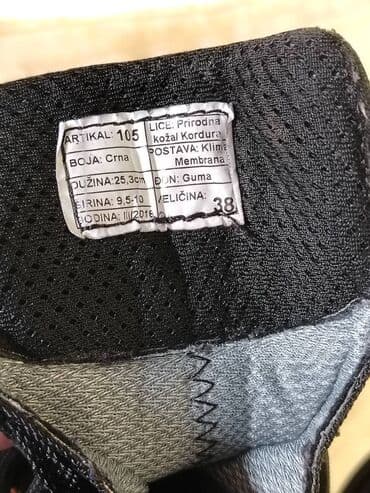 ARTIKAL: 105
BOJA: Crna
DUŽINA: 25,3cm
ŠIRINA: 9,5-10
GODINA: III/2016
LICE: Prirodna
koža/ Kordura
POSTAVA: Klima
Membrana
ĐON: Guma
VELIČINA: 38